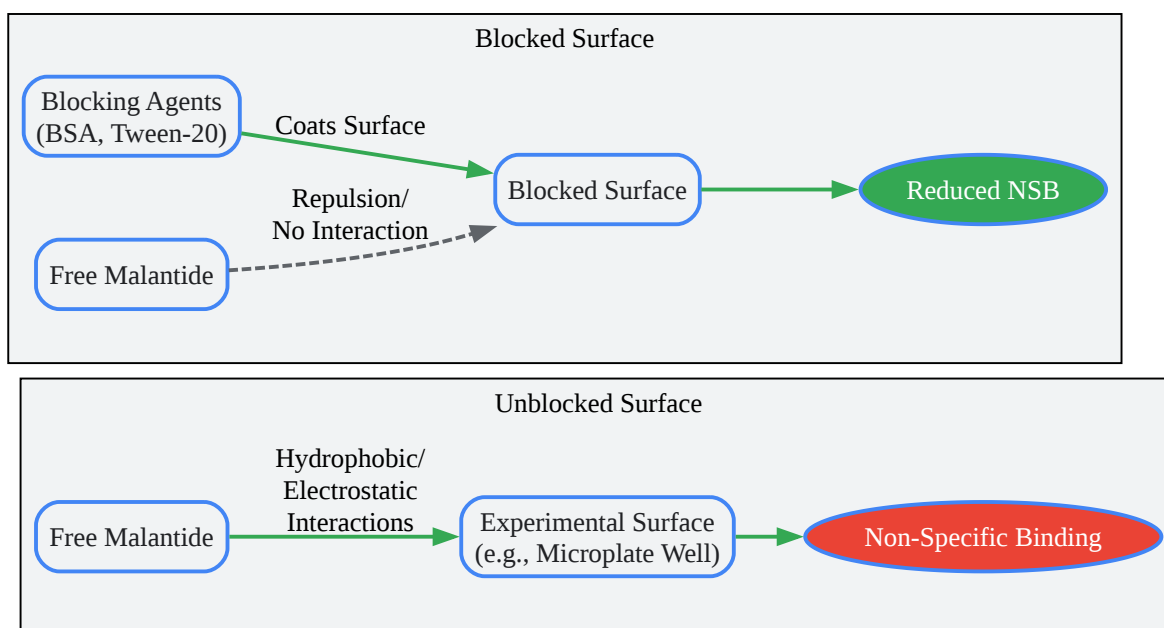 Blocked Surface
Blocking Agents
(BSA, Tween-20)
Coats Surface
Repulsion/
No Interaction
Free Malantide
Blocked Surface
Reduced NSB
Unblocked Surface
Free Malantide
Hydrophobic/
Electrostatic
Interactions
Experimental Surface
(e.g., Microplate Well)
Non-Specific Binding